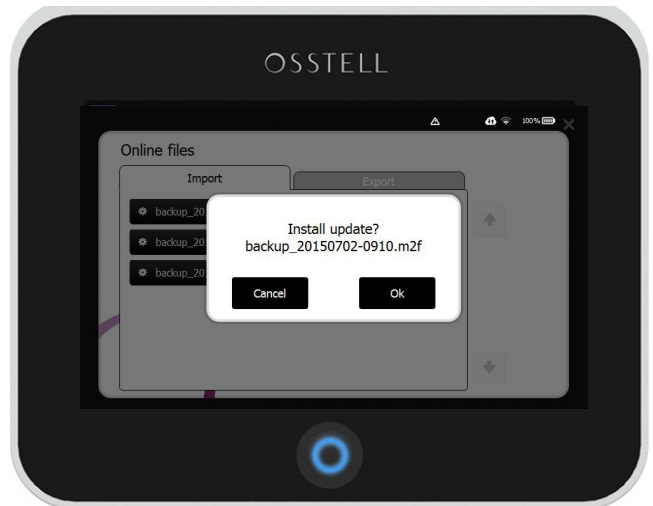 OSSTELL
100%
Online files
Import
Export
backup_20
backup_20
backup_20
Install update?
backup_20150702-0910.m2f
Cancel
Ok